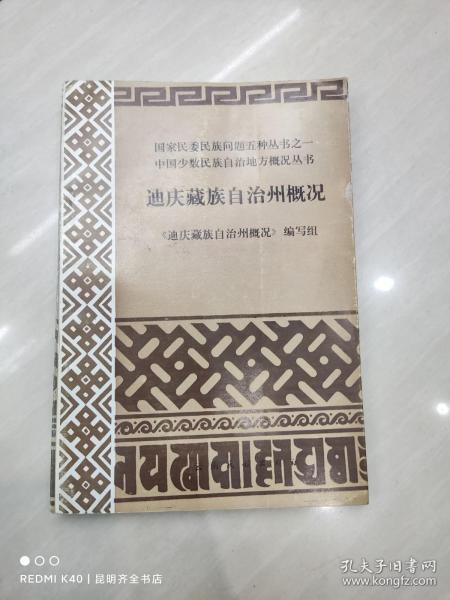 国家民委民族问题五种丛书之一
中国少数民族自治地方概况丛书
迪庆藏族自治州概况
《迪庆藏族自治州概况》编写组
REDMI K40 | 昆明齐全书店
孔夫子旧书网
www.kongfz.com